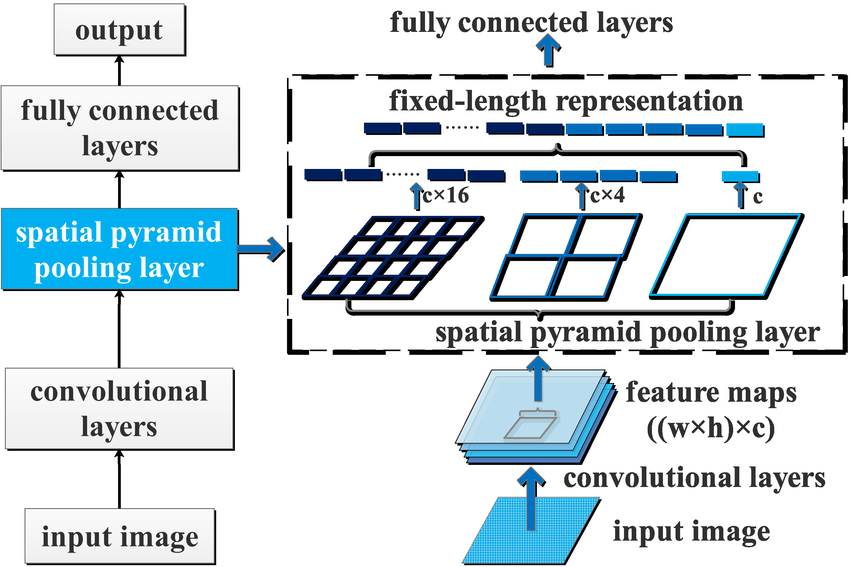 output
fully connected
layers
spatial pyramid
pooling layer
convolutional
layers
input image
fully connected layers
fixed-length representation
......
......
c×16
c×4
c
spatial pyramid pooling layer
feature maps
((w×h)×c)
convolutional layers
input image